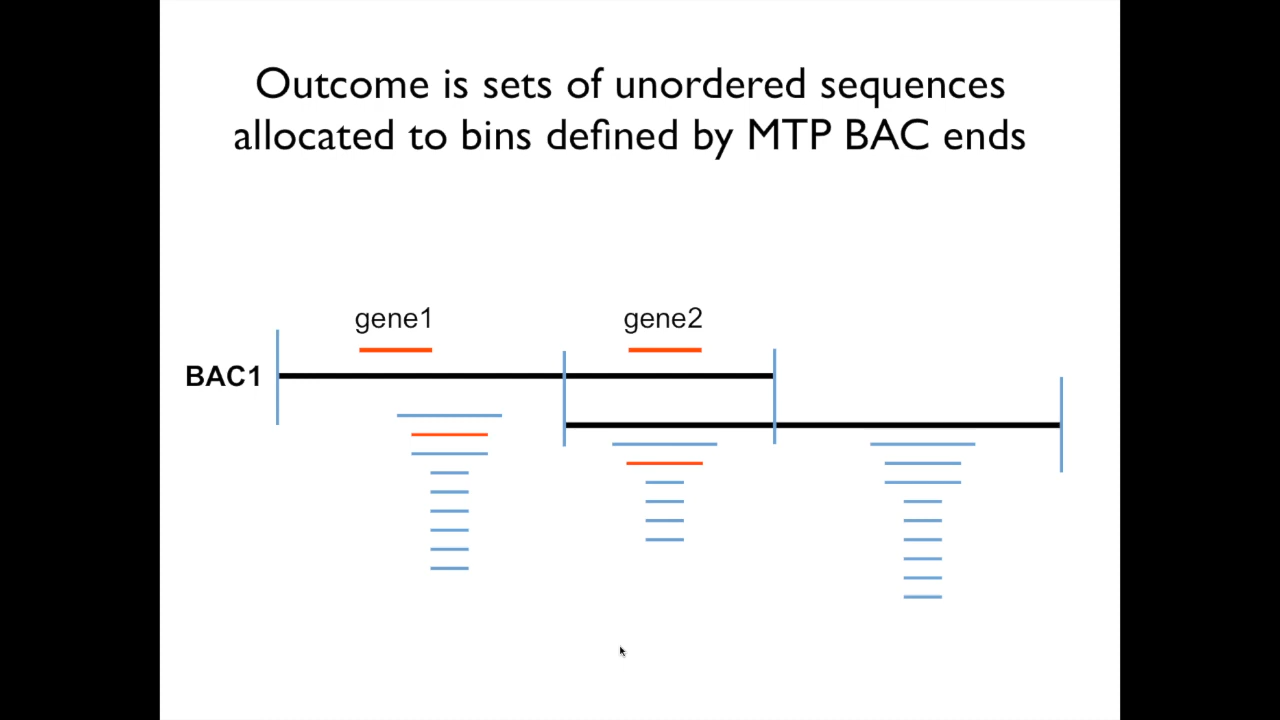 Outcome is sets of unordered sequences
allocated to bins defined by MTP BAC ends
gene1
gene2
BAC1